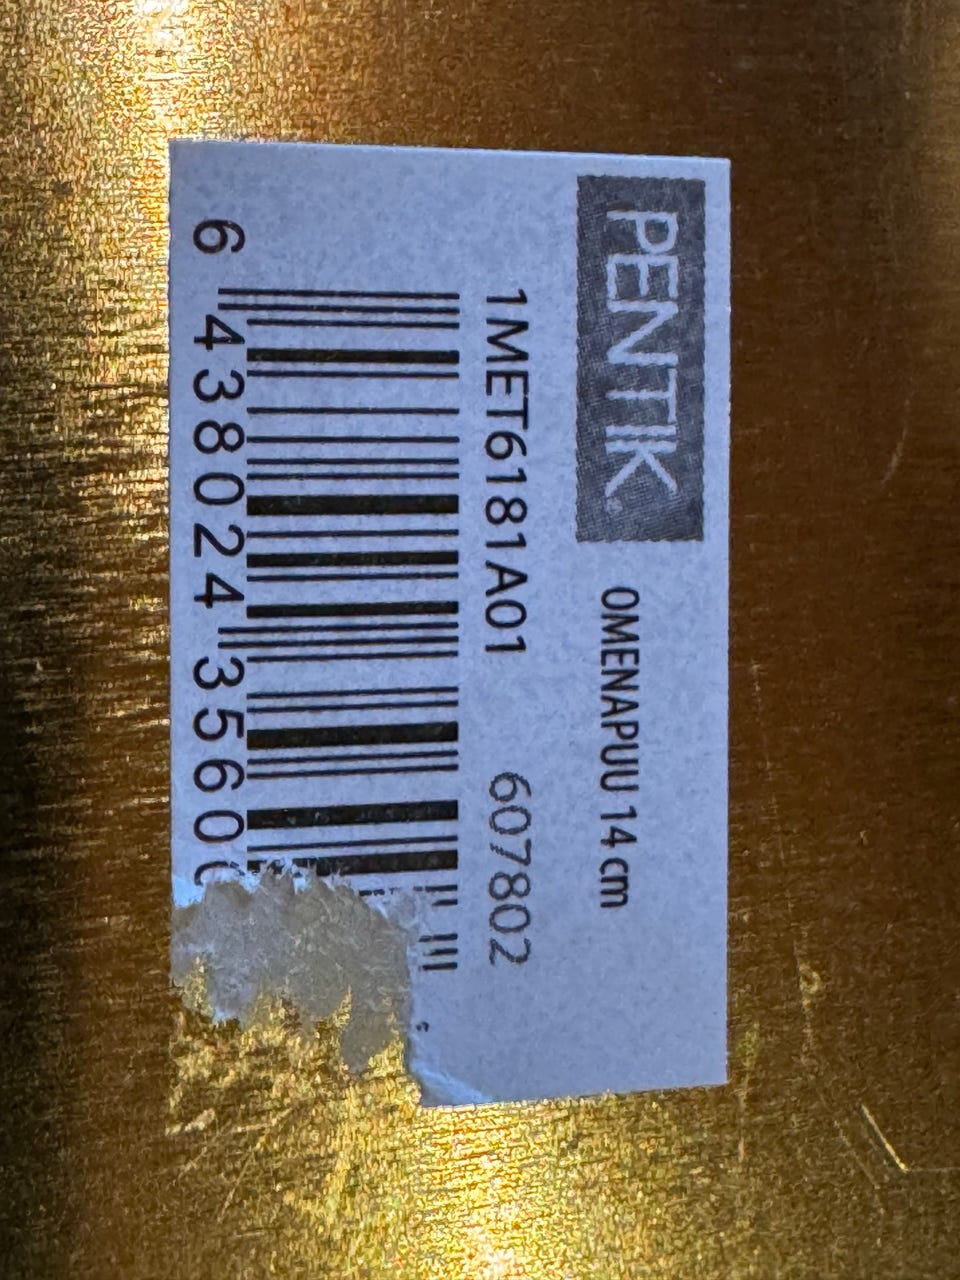 PENTIK
OMENAPUU 14 cm
1MET6181A01 607802
6 438024 3560